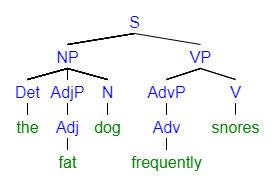 S
NP VP
Det AdjP N AdvP V
the Adj dog Adv snores
fat frequently